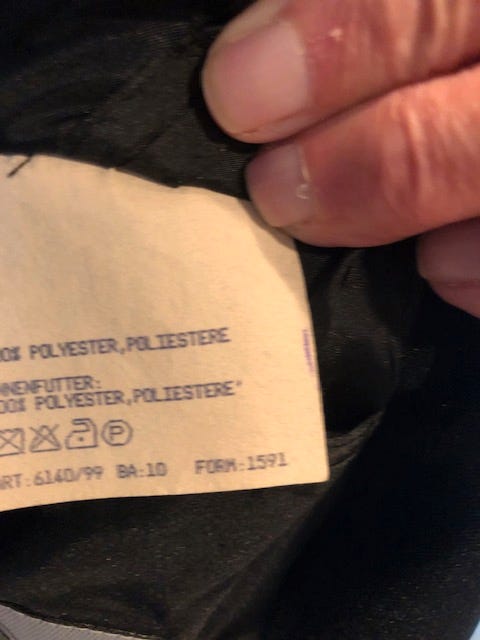 00% POLYESTER,POLIESTERE
NNENFUTTER:
00% POLYESTER,POLIESTERE"
P
ART:6140/99 BA:10 FORM:1591